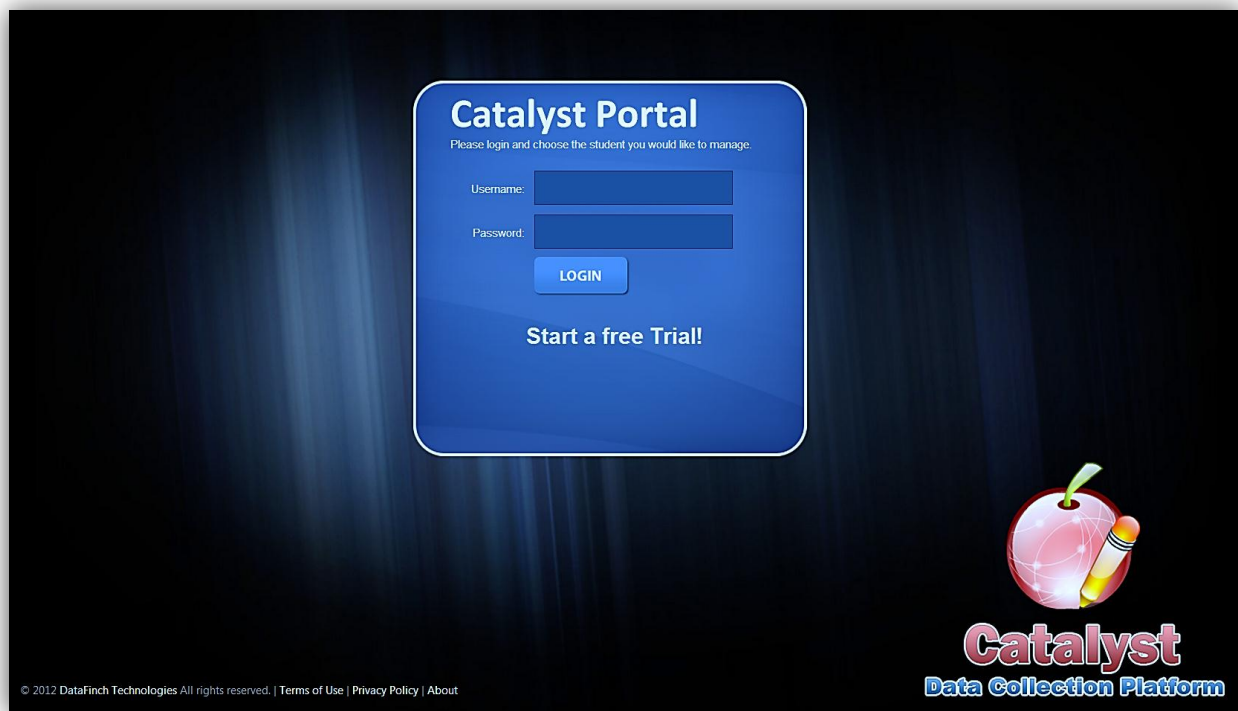 Catalyst Portal
Please login and choose the student you would like to manage.
Username:
Password:
LOGIN
Start a free Trial!
Catalyst
Data Collection Platform
© 2012 DataFinch Technologies All rights reserved. | Terms of Use | Privacy Policy | About